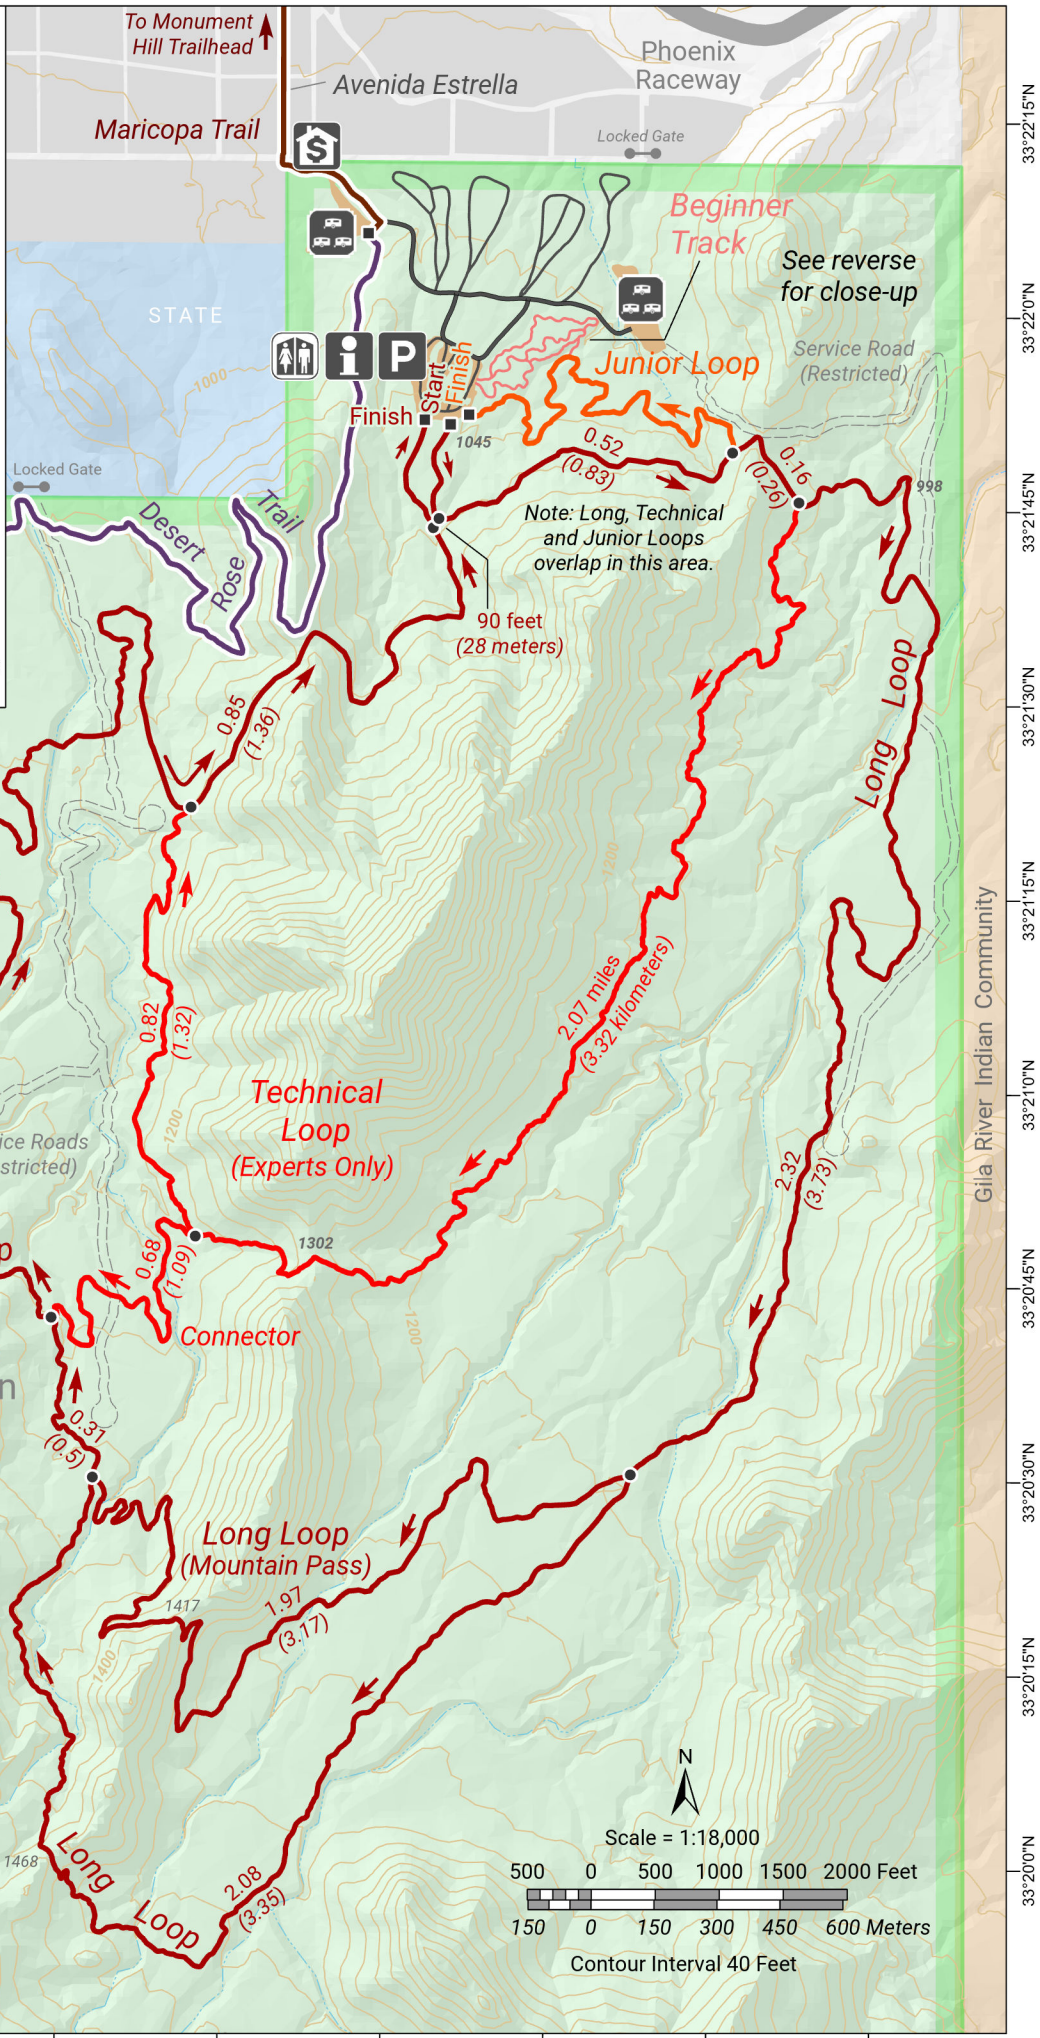 To Monument
Hill Trailhead
Avenida Estrella
Phoenix
Raceway
Maricopa Trail
Locked Gate
$
33°22'15"N
Beginner
Track
See reverse
for close-up
STATE
33°22'0"N
i
P
Start
Finish
Junior Loop
Service Road
(Restricted)
1000
Finish
1045
0.52
(0.83)
0.16
(0.26)
Locked Gate
998
33°21'45"N
Desert
Rose
Trail
Note: Long, Technical
and Junior Loops
overlap in this area.
90 feet
(28 meters)
Long Loop
33°21'30"N
0.85
(1.36)
1200
33°21'15"N
2.07 miles
(3.32 kilometers)
0.82
(1.32)
Gila River Indian Community
Technical
Loop
(Experts Only)
33°21'0"N
1200
ice Roads
stricted)
2.32
(3.73)
p
0.68
(1.09)
1302
33°20'45"N
Connector
1200
n
0.31
(0.5)
33°20'30"N
Long Loop
(Mountain Pass)
1417
1.97
(3.17)
1400
33°20'15"N
N
Scale = 1:18,000
500 0 500 1000 1500 2000 Feet
150 0 150 300 450 600 Meters
Contour Interval 40 Feet
33°20'0"N
1468
Long
Loop
2.08
(3.35)